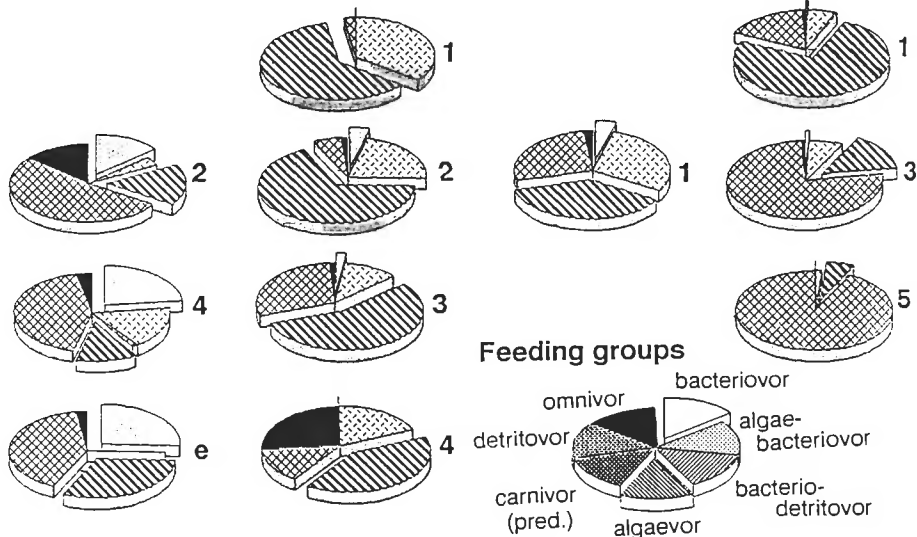 1
1
2
2
1
3
4
3
5
Feeding groups
bacteriovor
omnivor
algae-
bacteriovor
detritovor
e
4
carnivor
(pred.)
algaevor
bacterio-
detritovor